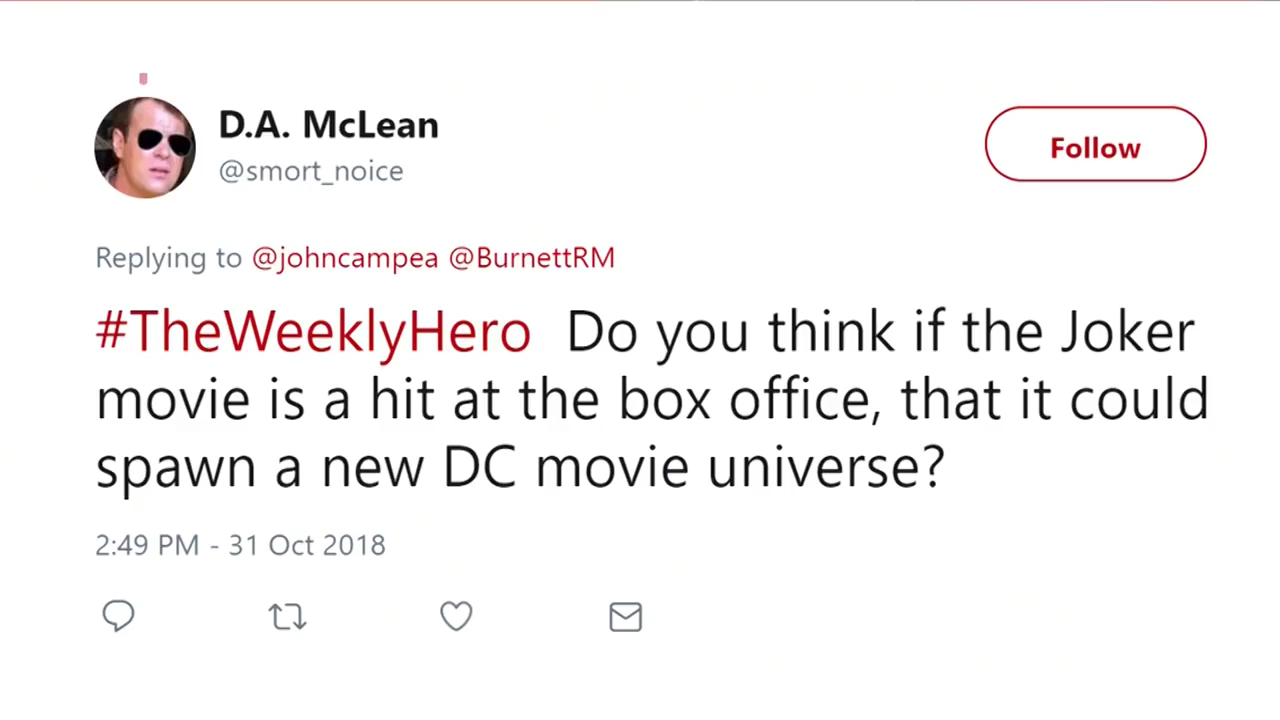 D.A. McLean
@smort_noice
Follow
Replying to @johncampea @BurnettRM
#TheWeeklyHero Do you think if the Joker
movie is a hit at the box office, that it could
spawn a new DC movie universe?
2:49 PM - 31 Oct 2018